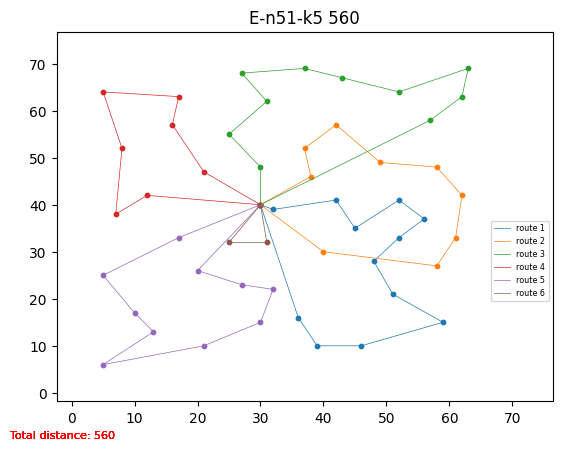 E-n51-k5 560
70
60
50
40
30
20
10
0
0 10 20 30 40 50 60 70
route 1
route 2
route 3
route 4
route 5
route 6
Total distance: 560